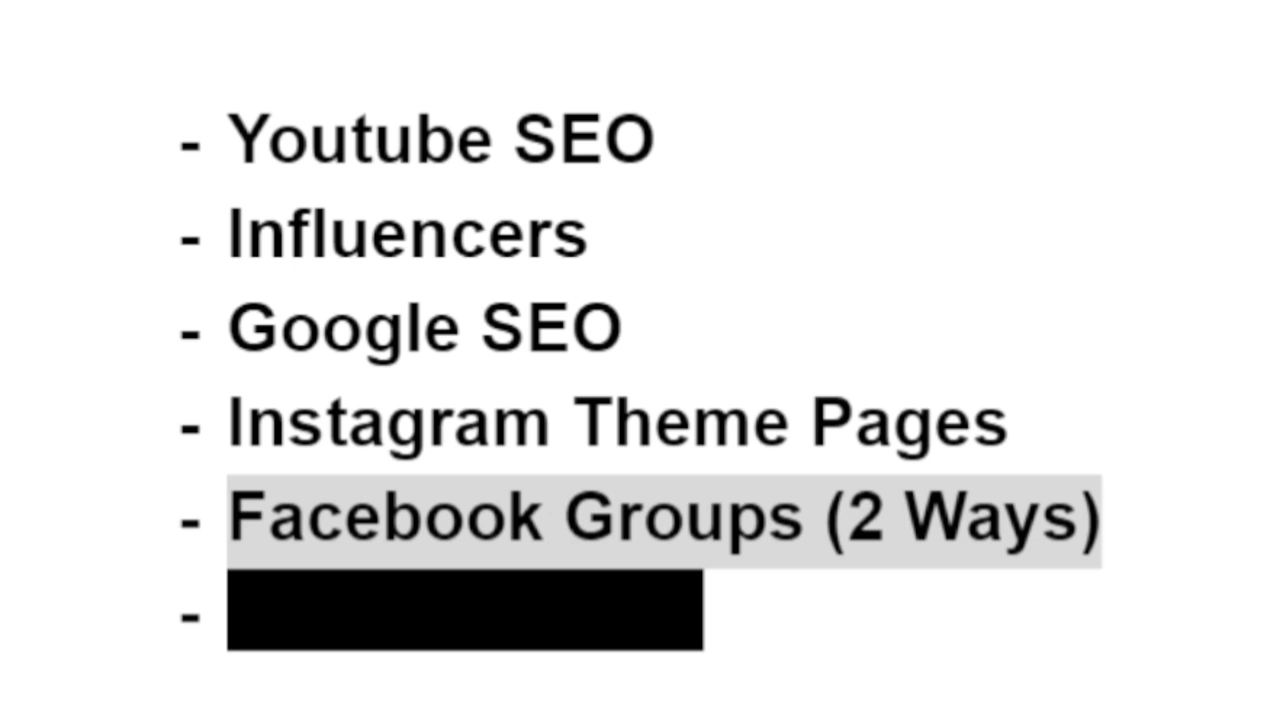 - Youtube SEO
- Influencers
- Google SEO
- Instagram Theme Pages
- Facebook Groups (2 Ways)
-